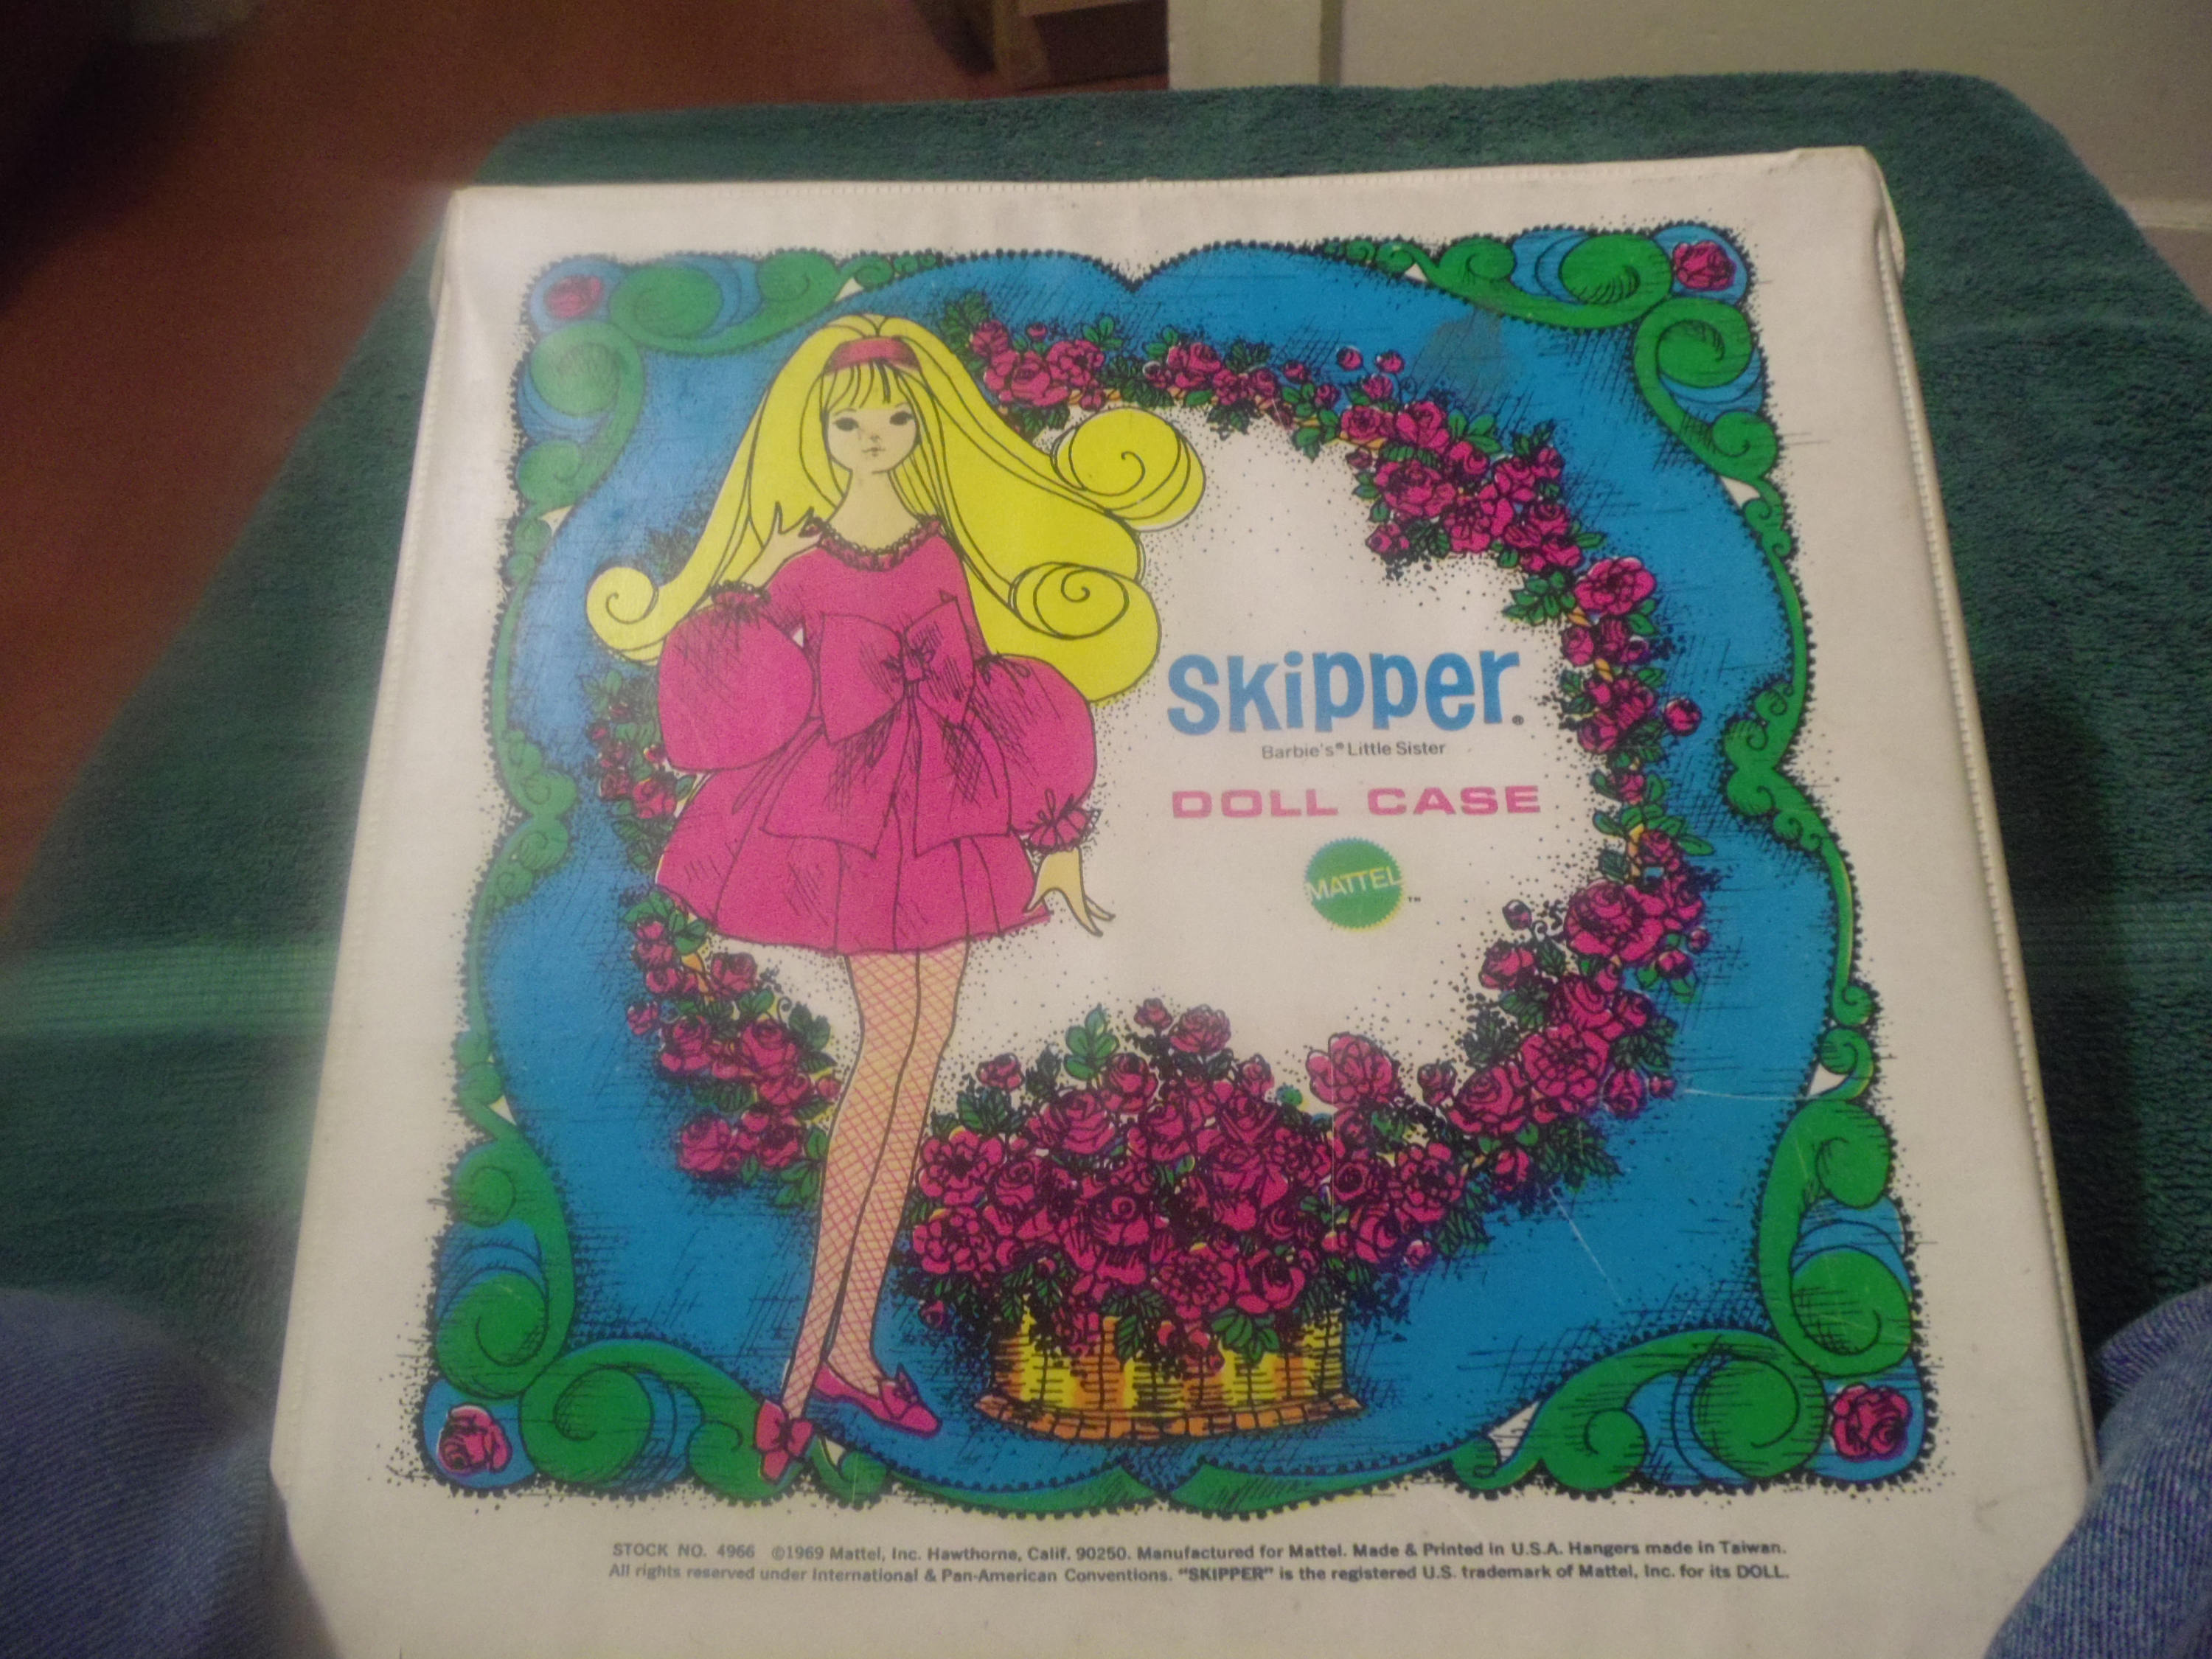 Skipper®
Barbie's® Little Sister
DOLL CASE
MATTEL™
STOCK NO. 4966 ©1969 Mattel, Inc. Hawthorne, Calif. 90250. Manufactured for Mattel. Made & Printed in U.S.A. Hangers made in Taiwan.
All rights reserved under International & Pan-American Conventions. "SKIPPER" is the registered U.S. trademark of Mattel, Inc. for its DOLL.